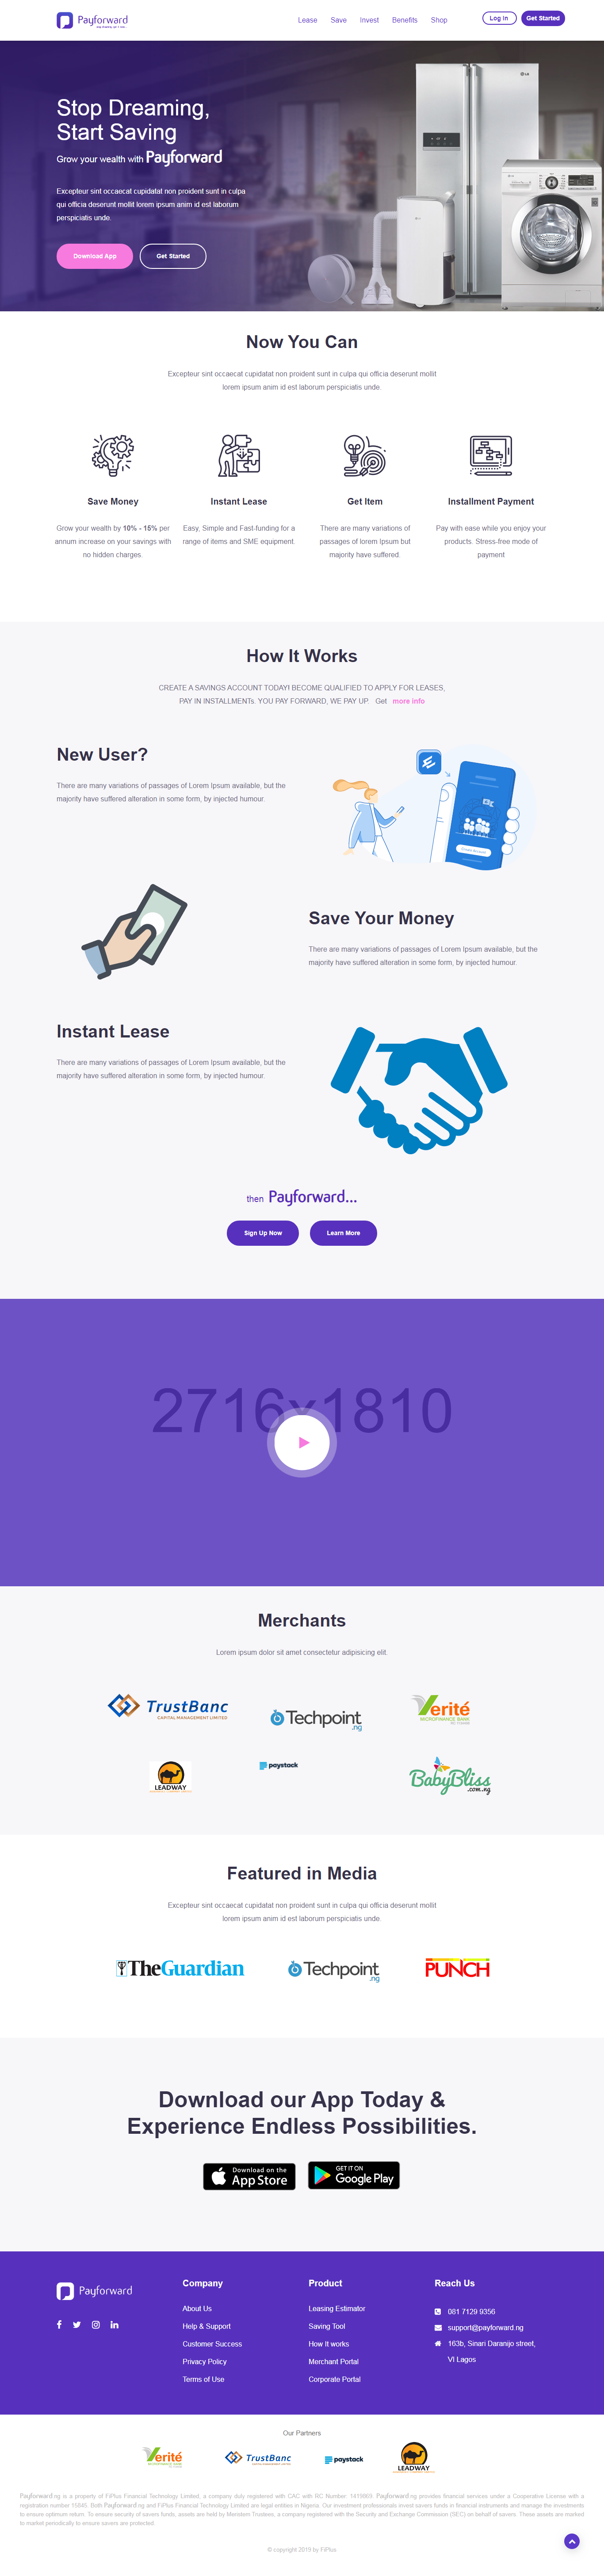 Payforward
Lease Save Invest Benefits Shop
Log In
Get Started
Stop Dreaming,
Start Saving
Grow your wealth with Payforward
Excepteur sint occaecat cupidatat non proident sunt in culpa
qui officia deserunt mollit lorem ipsum anim id est laborum
perspiciatis unde.
Download App
Get Started
LG
LG
Now You Can
Excepteur sint occaecat cupidatat non proident sunt in culpa qui officia deserunt mollit
lorem ipsum anim id est laborum perspiciatis unde.
Save Money
Grow your wealth by 10% - 15% per
annum increase on your savings with
no hidden charges.
Instant Lease
Easy, Simple and Fast-funding for a
range of items and SME equipment.
Get Item
There are many variations of
passages of lorem Ipsum but
majority have suffered.
Installment Payment
Pay with ease while you enjoy your
products. Stress-free mode of
payment
How It Works
CREATE A SAVINGS ACCOUNT TODAY! BECOME QUALIFIED TO APPLY FOR LEASES,
PAY IN INSTALLMENTs. YOU PAY FORWARD, WE PAY UP. Get more info
New User?
There are many variations of passages of Lorem Ipsum available, but the
majority have suffered alteration in some form, by injected humour.
Save Your Money
There are many variations of passages of Lorem Ipsum available, but the
majority have suffered alteration in some form, by injected humour.
Instant Lease
There are many variations of passages of Lorem Ipsum available, but the
majority have suffered alteration in some form, by injected humour.
then Payforward...
Sign Up Now
Learn More
2716x1810
Merchants
Lorem ipsum dolor sit amet consectetur adipisicing elit.
TrustBanc
CAPITAL MANAGEMENT LIMITED
Techpoint
.ng
Verité
MICROFINANCE BANK
LEADWAY
paystack
BabyBliss
.com.ng
Featured in Media
Excepteur sint occaecat cupidatat non proident sunt in culpa qui officia deserunt mollit
lorem ipsum anim id est laborum perspiciatis unde.
TheGuardian
Techpoint
.ng
PUNCH
Download our App Today &
Experience Endless Possibilities.
Download on the
App Store
GET IT ON
Google Play
Payforward
Company
About Us
Help & Support
Customer Success
Privacy Policy
Terms of Use
Product
Leasing Estimator
Saving Tool
How It works
Merchant Portal
Corporate Portal
Reach Us
081 7129 9356
support@payforward.ng
163b, Sinari Daranijo street,
VI Lagos
Our Partners
Verité
MICROFINANCE BANK
TrustBanc
paystack
LEADWAY
Payforward.ng is a property of FiPlus Financial Technology Limited, a company duly registered with CAC with RC Number: 1419869. Payforward.ng provides financial services under a Cooperative License with a
registration number 15845. Both Payforward.ng and FiPlus Financial Technology Limited are legal entities in Nigeria. Our investment professionals invest savers funds in financial instruments and manage the investments
to ensure optimum return. To ensure security of savers funds, assets are held by Meristem Trustees, a company registered with the Security and Exchange Commission (SEC) on behalf of savers. These assets are marked
to market periodically to ensure savers are protected.
© copyright 2019 by FiPlus